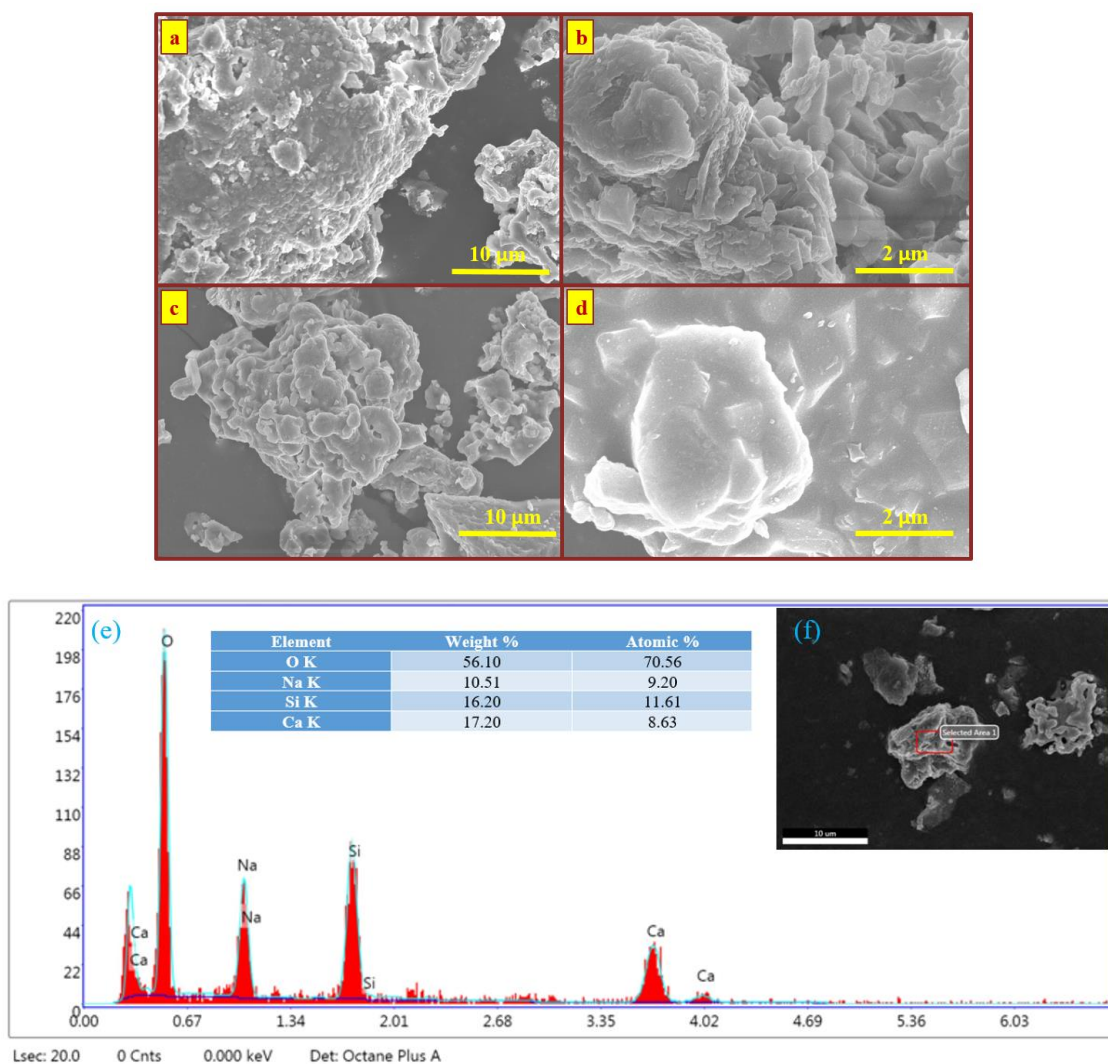 a
b
10 µm
2 µm
c
d
10 µm
2 µm
(e)
(f)
Element Weight % Atomic %
O K 56.10 70.56
Na K 10.51 9.20
Si K 16.20 11.61
Ca K 17.20 8.63
Selected Area 1
10 um
220
198
176
154
132
110
88
66
44
22
0
O
Ca
Ca
Na
Na
Si
Si
Ca
Ca
0.00 0.67 1.34 2.01 2.68 3.35 4.02 4.69 5.36 6.03
Lsec: 20.0 0 Cnts 0.000 keV Det: Octane Plus A